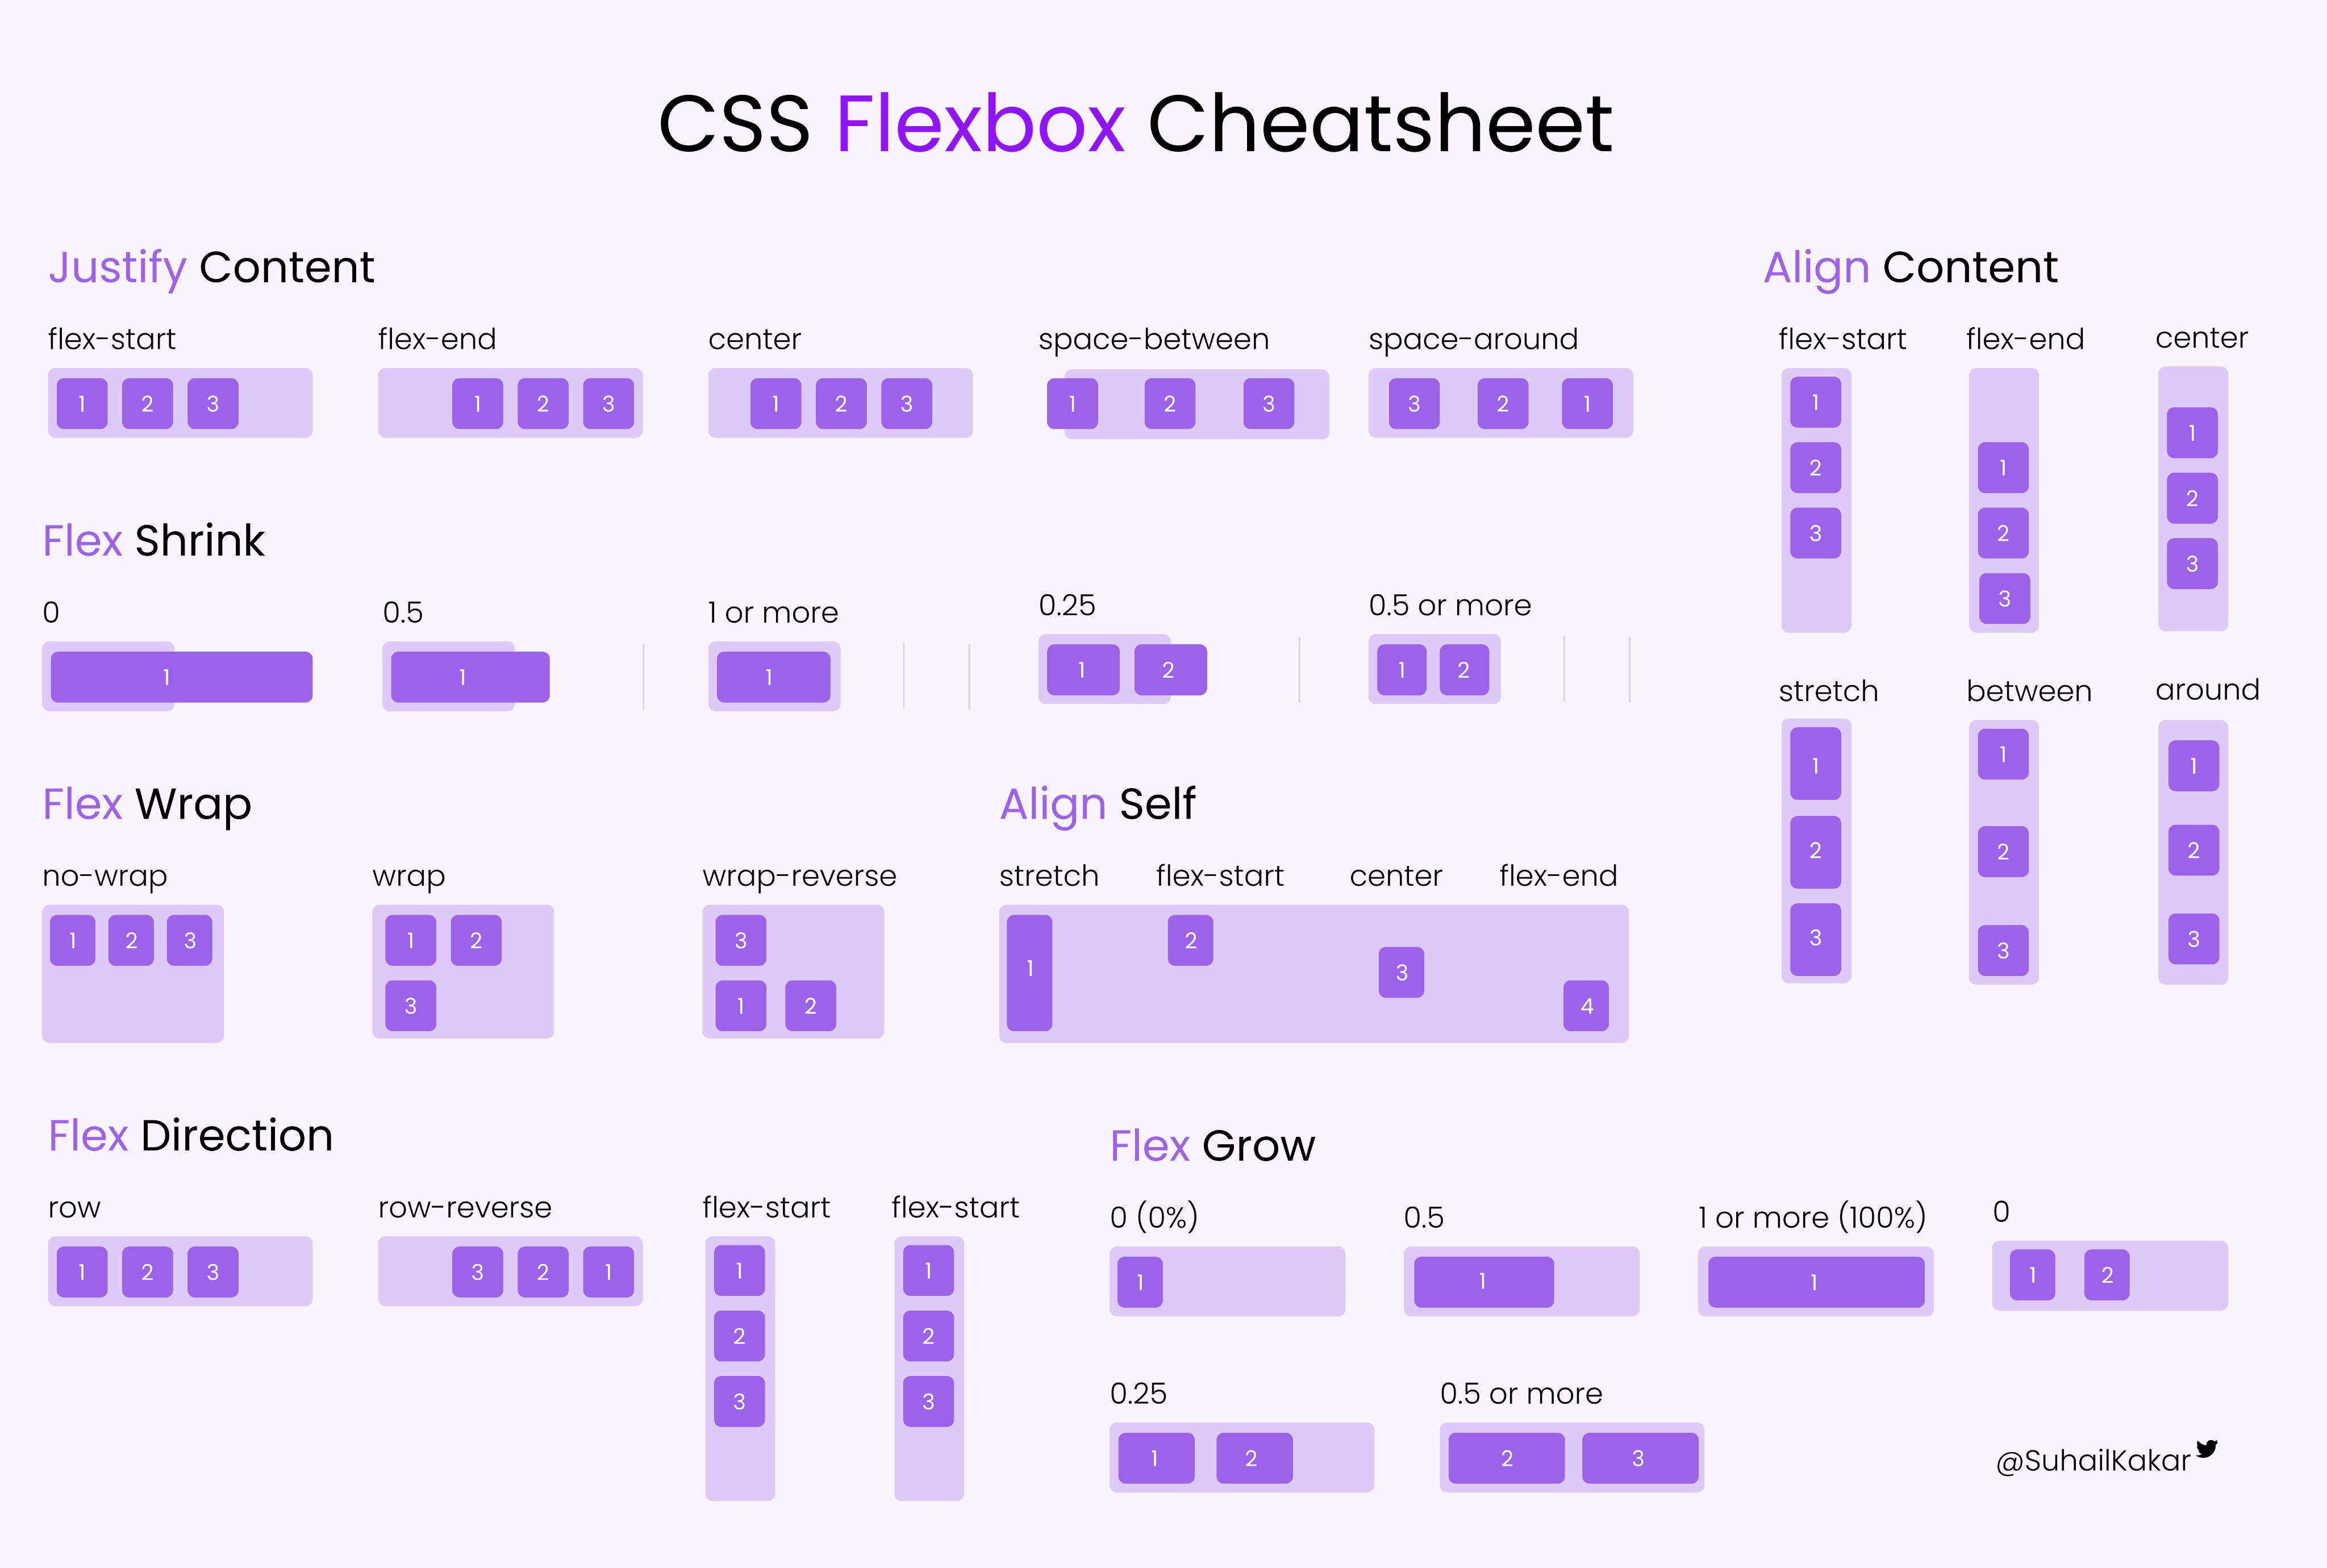 CSS Flexbox Cheatsheet
Justify Content
flex-start
1 2 3
flex-end
1 2 3
center
1 2 3
space-between
1 2 3
space-around
3 2 1
Flex Shrink
0
1
0.5
1
1 or more
1
0.25
1 2
0.5 or more
1 2
Align Content
flex-start
1
2
3
flex-end
1
2
3
center
1
2
3
stretch
1
2
3
between
1
2
3
around
1
2
3
Flex Wrap
no-wrap
1 2 3
wrap
1 2
3
wrap-reverse
3
1 2
Align Self
stretch flex-start center flex-end
1 2 3 4
Flex Direction
row
1 2 3
row-reverse
3 2 1
flex-start
1
2
3
flex-start
1
2
3
Flex Grow
0 (0%)
1
0.5
1
1 or more (100%)
1
0
1 2
0.25
1 2
0.5 or more
2 3
@SuhailKakar